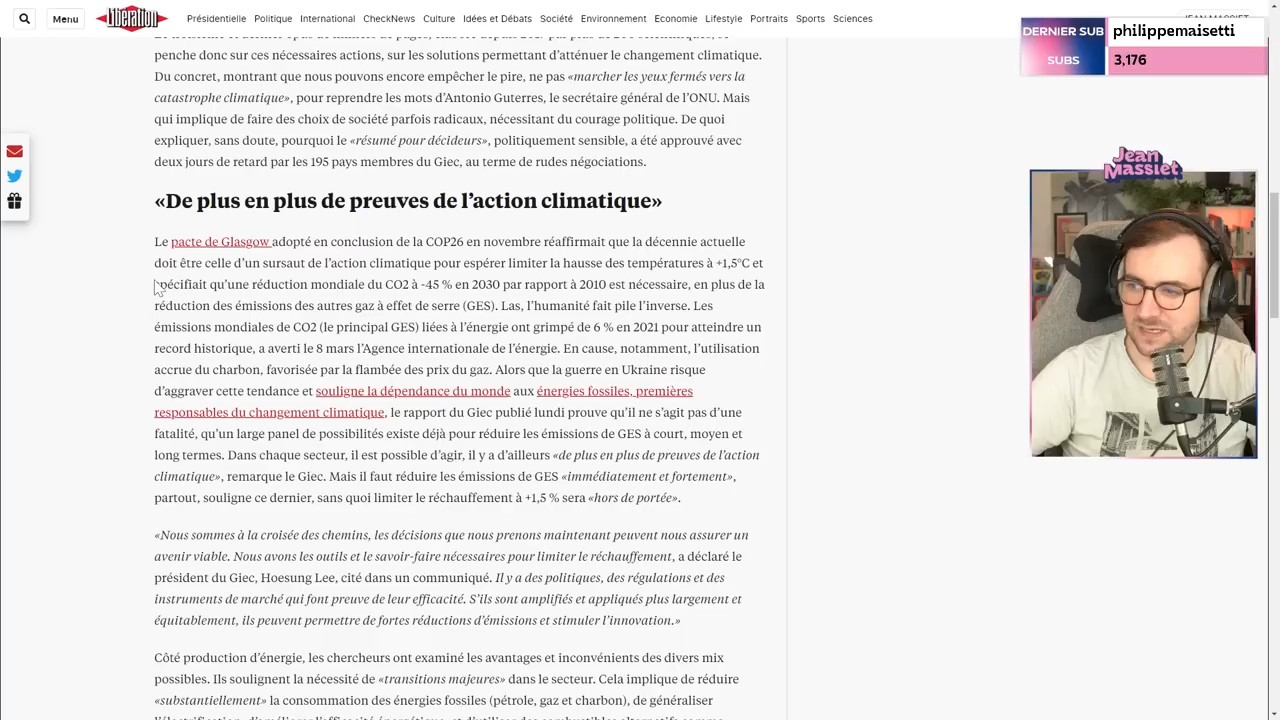 Menu
Libération
Présidentielle Politique International CheckNews Culture Idées et Débats Société Environnement Economie Lifestyle Portraits Sports Sciences
JEAN MASSIET
DERNIER SUB philippemaisetti
SUBS 3,176
Jean
Massiet
penche donc sur ces nécessaires actions, sur les solutions permettant d’atténuer le changement climatique.
Du concret, montrant que nous pouvons encore empêcher le pire, ne pas «marcher les yeux fermés vers la
catastrophe climatique», pour reprendre les mots d’Antonio Guterres, le secrétaire général de l’ONU. Mais
qui implique de faire des choix de société parfois radicaux, nécessitant du courage politique. De quoi
expliquer, sans doute, pourquoi le «résumé pour décideurs», politiquement sensible, a été approuvé avec
deux jours de retard par les 195 pays membres du Giec, au terme de rudes négociations.
«De plus en plus de preuves de l’action climatique»
Le pacte de Glasgow adopté en conclusion de la COP26 en novembre réaffirmait que la décennie actuelle
doit être celle d’un sursaut de l’action climatique pour espérer limiter la hausse des températures à +1,5°C et
spécifiait qu’une réduction mondiale du CO2 à -45 % en 2030 par rapport à 2010 est nécessaire, en plus de la
réduction des émissions des autres gaz à effet de serre (GES). Las, l’humanité fait pile l’inverse. Les
émissions mondiales de CO2 (le principal GES) liées à l’énergie ont grimpé de 6 % en 2021 pour atteindre un
record historique, a averti le 8 mars l’Agence internationale de l’énergie. En cause, notamment, l’utilisation
accrue du charbon, favorisée par la flambée des prix du gaz. Alors que la guerre en Ukraine risque
d’aggraver cette tendance et souligne la dépendance du monde aux énergies fossiles, premières
responsables du changement climatique, le rapport du Giec publié lundi prouve qu’il ne s’agit pas d’une
fatalité, qu’un large panel de possibilités existe déjà pour réduire les émissions de GES à court, moyen et
long termes. Dans chaque secteur, il est possible d’agir, il y a d’ailleurs «de plus en plus de preuves de l’action
climatique», remarque le Giec. Mais il faut réduire les émissions de GES «immédiatement et fortement»,
partout, souligne ce dernier, sans quoi limiter le réchauffement à +1,5 % sera «hors de portée».
«Nous sommes à la croisée des chemins, les décisions que nous prenons maintenant peuvent nous assurer un
avenir viable. Nous avons les outils et le savoir-faire nécessaires pour limiter le réchauffement, a déclaré le
président du Giec, Hoesung Lee, cité dans un communiqué. Il y a des politiques, des régulations et des
instruments de marché qui font preuve de leur efficacité. S’ils sont amplifiés et appliqués plus largement et
équitablement, ils peuvent permettre de fortes réductions d’émissions et stimuler l’innovation.»
Côté production d’énergie, les chercheurs ont examiné les avantages et inconvénients des divers mix
possibles. Ils soulignent la nécessité de «transitions majeures» dans le secteur. Cela implique de réduire
«substantiellement» la consommation des énergies fossiles (pétrole, gaz et charbon), de généraliser